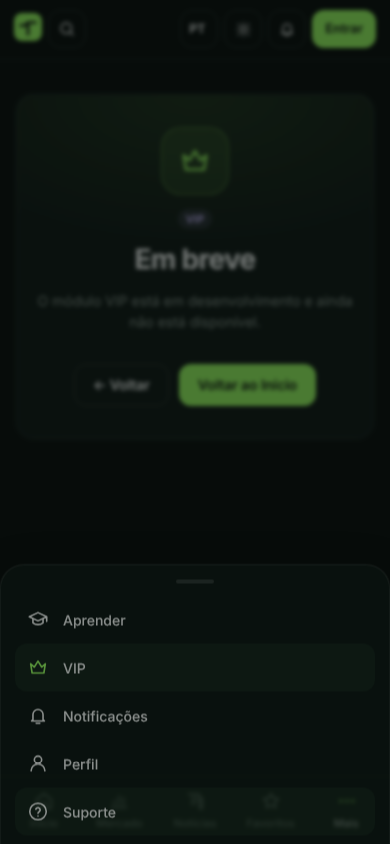 PT
Entrar
VIP
Em breve
O módulo VIP está em desenvolvimento e ainda
não está disponível.
← Voltar
Voltar ao Início
Aprender
VIP
Notificações
Perfil
Suporte
Mais